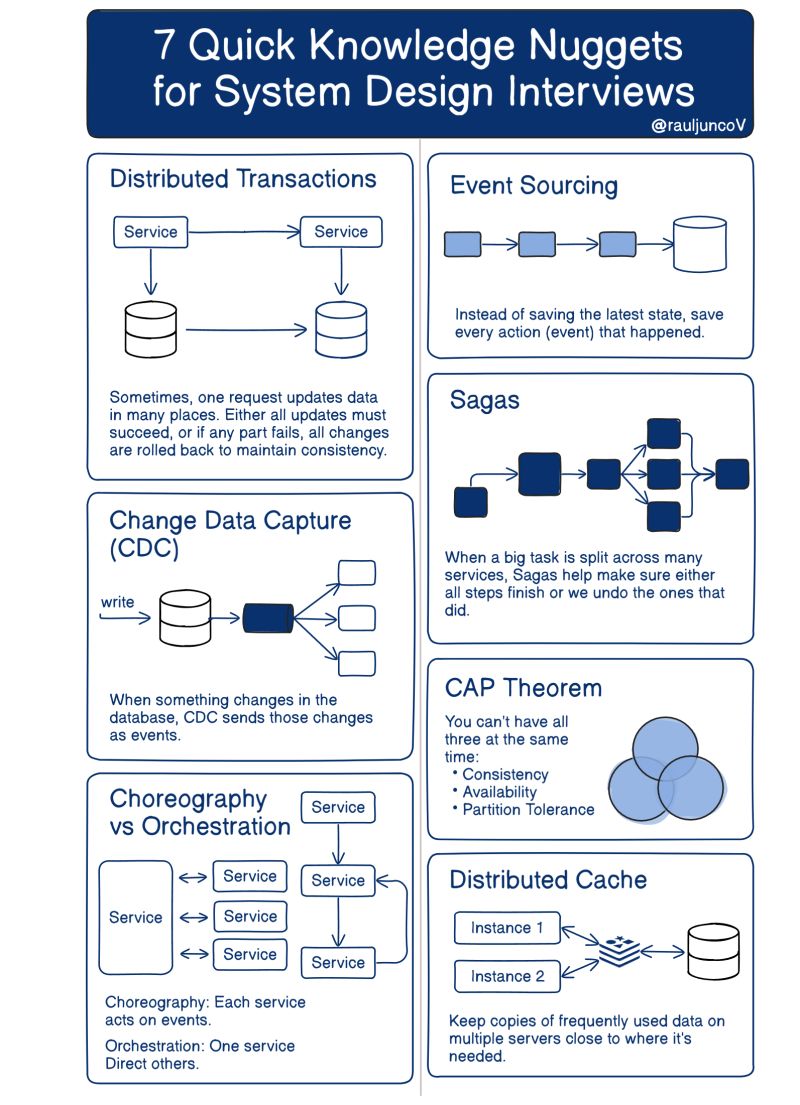 7 Quick Knowledge Nuggets
for System Design Interviews
@rauljuncoV
Distributed Transactions
Service
Service
Sometimes, one request updates data
in many places. Either all updates must
succeed, or if any part fails, all changes
are rolled back to maintain consistency.
Change Data Capture
(CDC)
write
When something changes in the
database, CDC sends those changes
as events.
Choreography
vs Orchestration
Service
Service
Service
Service
Service
Service
Service
Choreography: Each service
acts on events.
Orchestration: One service
Direct others.
Event Sourcing
Instead of saving the latest state, save
every action (event) that happened.
Sagas
When a big task is split across many
services, Sagas help make sure either
all steps finish or we undo the ones that
did.
CAP Theorem
You can't have all
three at the same
time:
• Consistency
• Availability
• Partition Tolerance
Distributed Cache
Instance 1
Instance 2
Keep copies of frequently used data on
multiple servers close to where it's
needed.